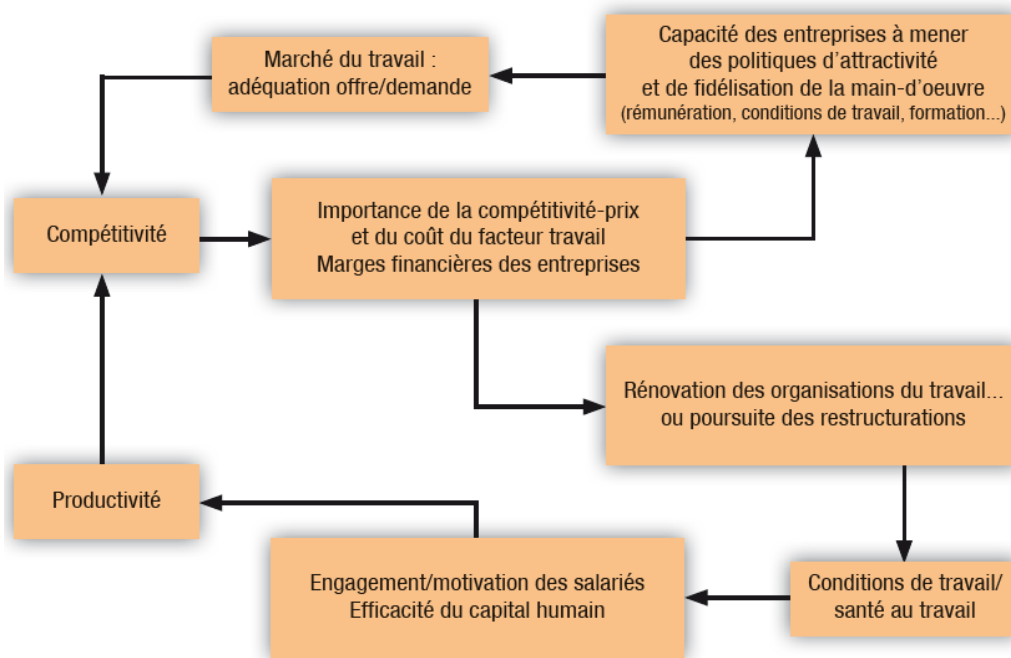 Marché du travail :
adéquation offre/demande
Capacité des entreprises à mener
des politiques d'attractivité
et de fidélisation de la main-d'oeuvre
(rémunération, conditions de travail, formation...)
Compétitivité
Importance de la compétitivité-prix
et du coût du facteur travail
Marges financières des entreprises
Rénovation des organisations du travail...
ou poursuite des restructurations
Productivité
Engagement/motivation des salariés
Efficacité du capital humain
Conditions de travail/
santé au travail